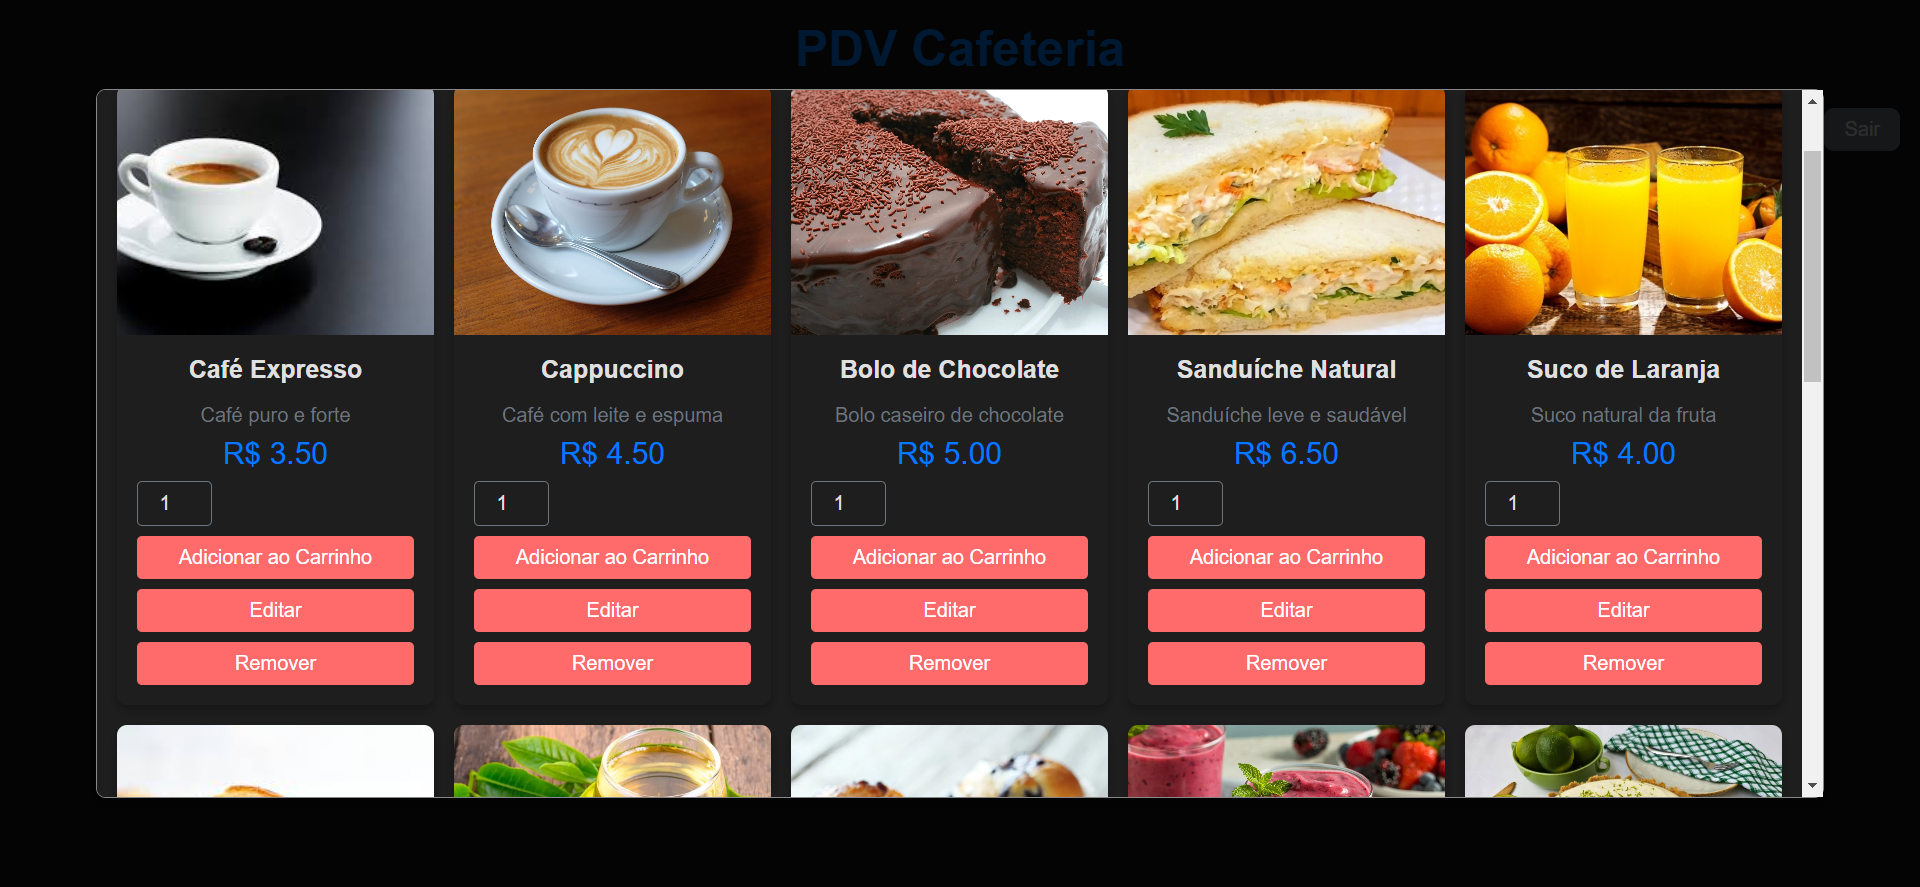 PDV Cafeteria
Sair
Café Expresso
Café puro e forte
R$ 3.50
1
Adicionar ao Carrinho
Editar
Remover
Cappuccino
Café com leite e espuma
R$ 4.50
1
Adicionar ao Carrinho
Editar
Remover
Bolo de Chocolate
Bolo caseiro de chocolate
R$ 5.00
1
Adicionar ao Carrinho
Editar
Remover
Sanduíche Natural
Sanduíche leve e saudável
R$ 6.50
1
Adicionar ao Carrinho
Editar
Remover
Suco de Laranja
Suco natural da fruta
R$ 4.00
1
Adicionar ao Carrinho
Editar
Remover